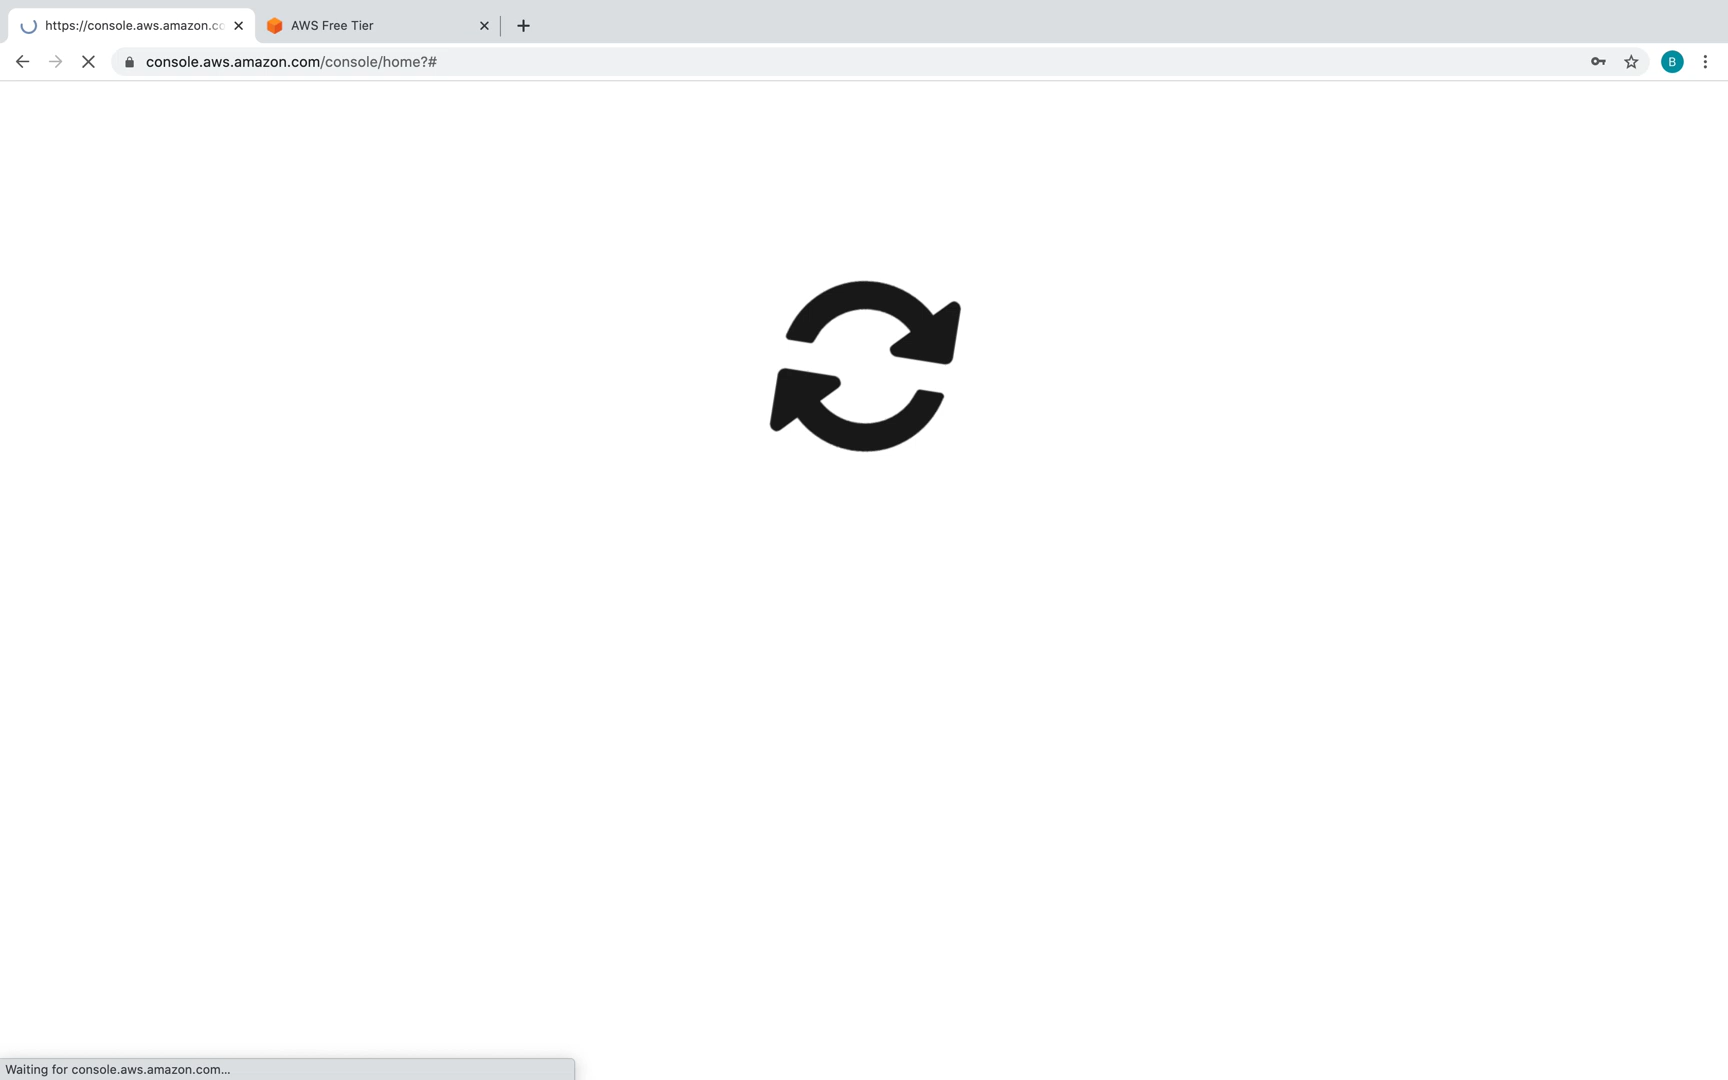 https://console.aws.amazon.co
AWS Free Tier
console.aws.amazon.com/console/home?#
B
Waiting for console.aws.amazon.com...